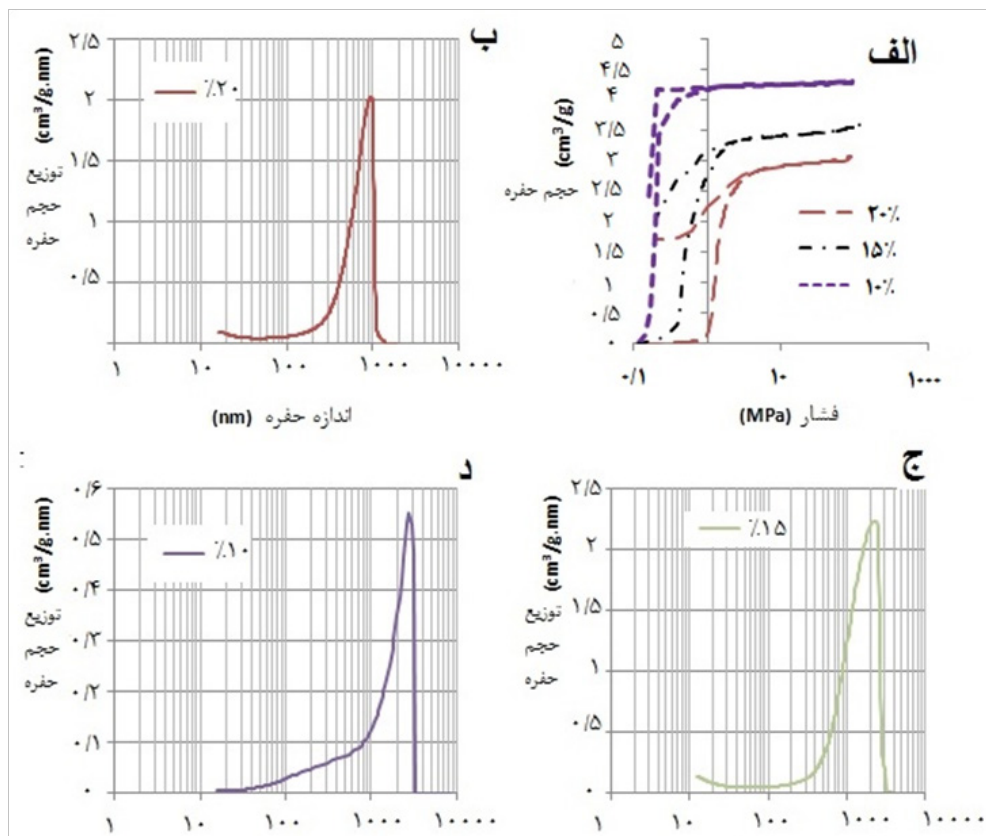 الف
۵
۴/۵
۴
۳/۵
۳
۲/۵
۲
۱/۵
۱
۰/۵
۰
(cm³/g)
حجم حفره
۲۰%
۱۵%
۱۰%
۰/۱
۱۰
۱۰۰۰
فشار (MPa)
ب
۲/۵
۲
۱/۵
۱
۰/۵
(cm³/g.nm)
توزیع
حجم
حفره
٪۲۰
۱
۱۰
۱۰۰
۱۰۰۰
۱۰۰۰۰
اندازه حفره (nm)
ج
۲/۵
۲
۱/۵
۱
۰/۵
۰
(cm³/g.nm)
توزیع
حجم
حفره
٪۱۵
۱
۱۰
۱۰۰
۱۰۰۰
۱۰۰۰۰
د
۰/۶
۰/۵
۰/۴
۰/۳
۰/۲
۰/۱
۰
(cm³/g.nm)
توزیع
حجم
حفره
٪۱۰
۱
۱۰
۱۰۰
۱۰۰۰
۱۰۰۰۰